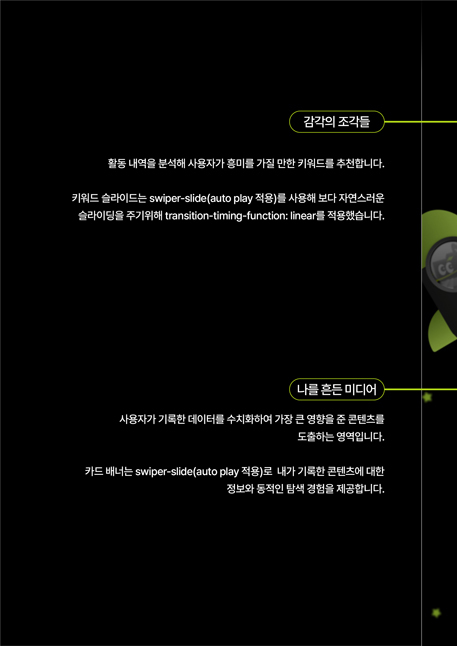 감각의 조각들
활동 내역을 분석해 사용자가 흥미를 가질 만한 키워드를 추천합니다.
키워드 슬라이드는 swiper-slide(auto play 적용)를 사용해 보다 자연스러운
슬라이딩을 주기위해 transition-timing-function: linear를 적용했습니다.
나를 흔든 미디어
사용자가 기록한 데이터를 수치화하여 가장 큰 영향을 준 콘텐츠를
도출하는 영역입니다.
카드 배너는 swiper-slide(auto play 적용)로 내가 기록한 콘텐츠에 대한
정보와 동적인 탐색 경험을 제공합니다.